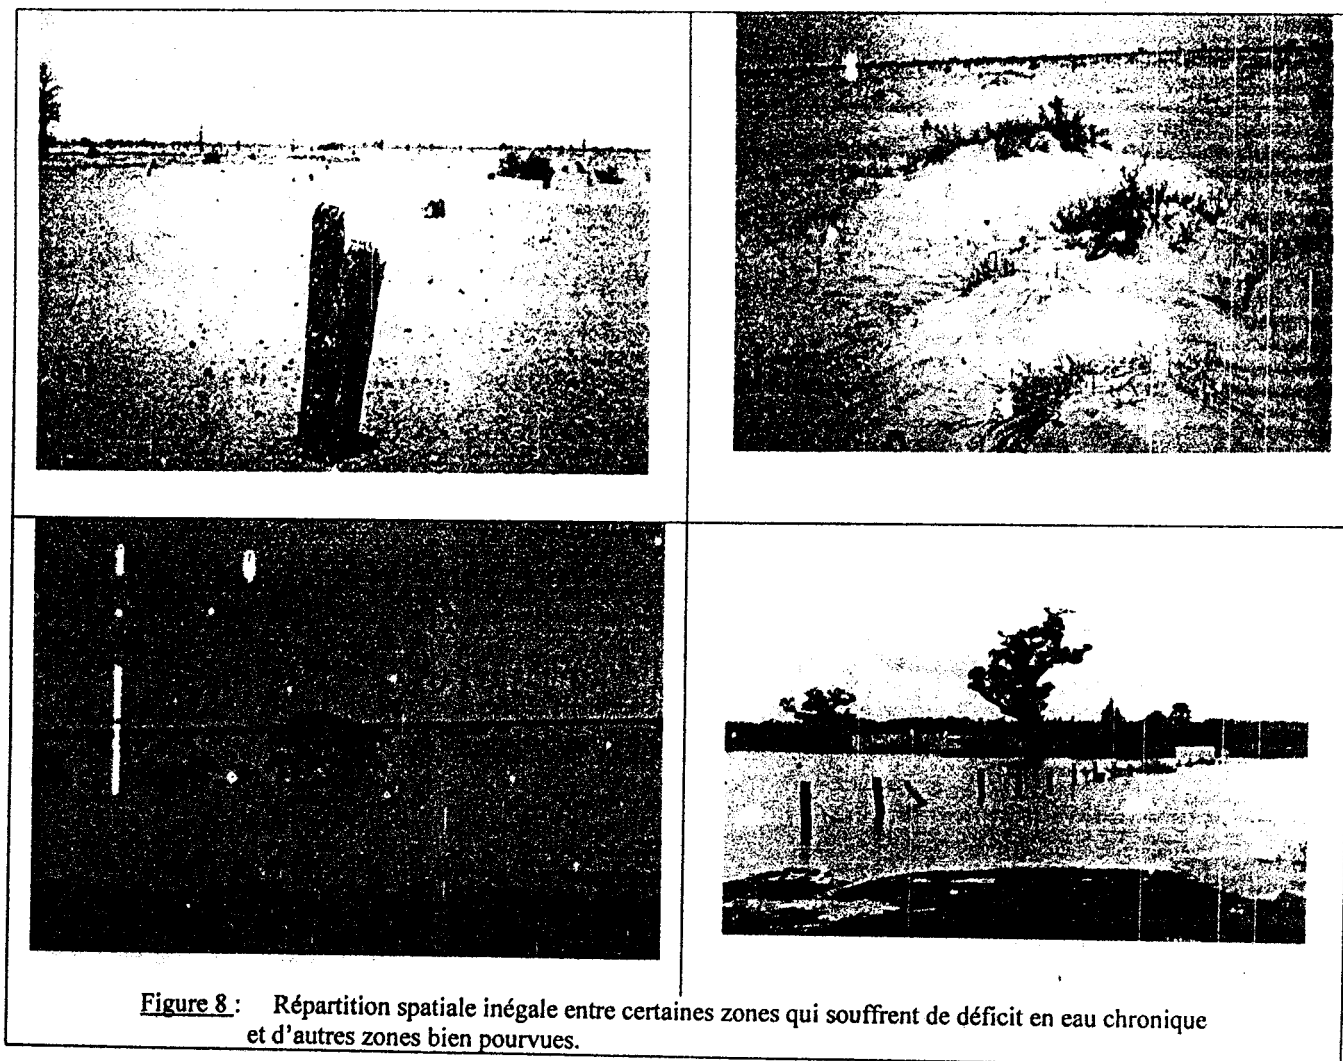 Figure 8 : Répartition spatiale inégale entre certaines zones qui souffrent de déficit en eau chronique
et d'autres zones bien pourvues.